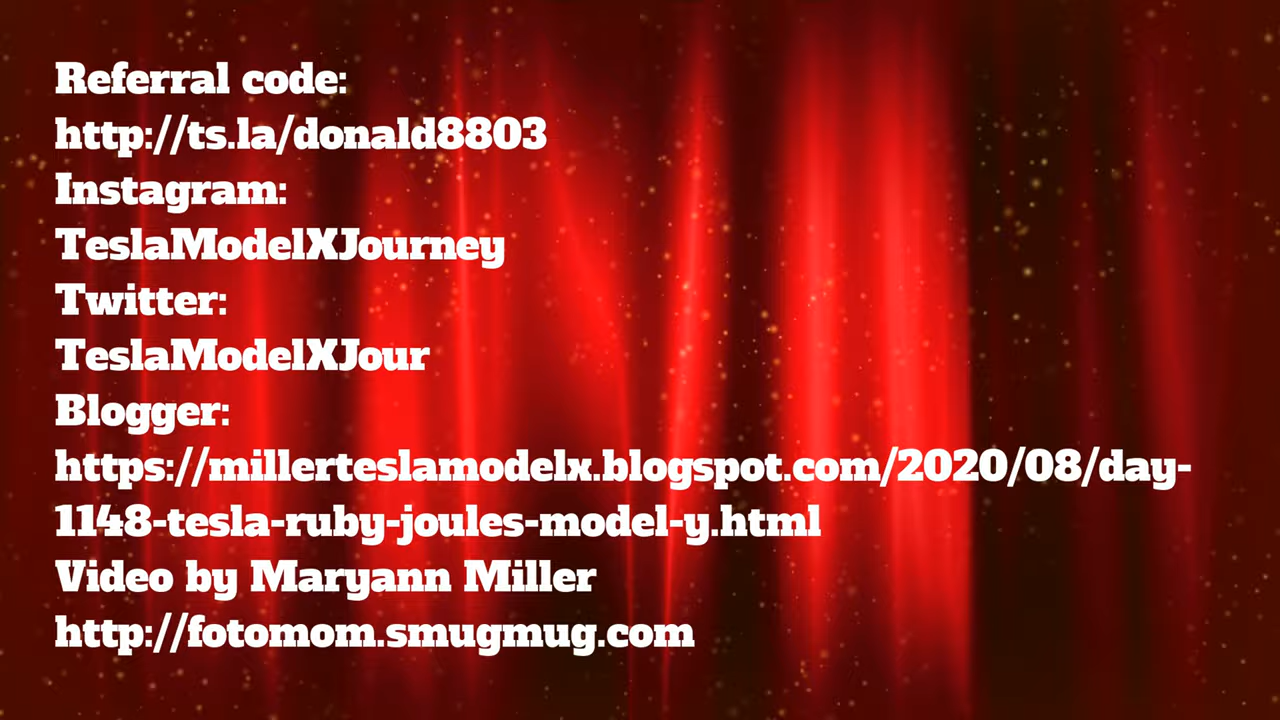 Referral code:
http://ts.la/donald8803
Instagram:
TeslaModelXJourney
Twitter:
TeslaModelXJour
Blogger:
https://millerteslamodelx.blogspot.com/2020/08/day-
1148-tesla-ruby-joules-model-y.html
Video by Maryann Miller
http://fotomom.smugmug.com